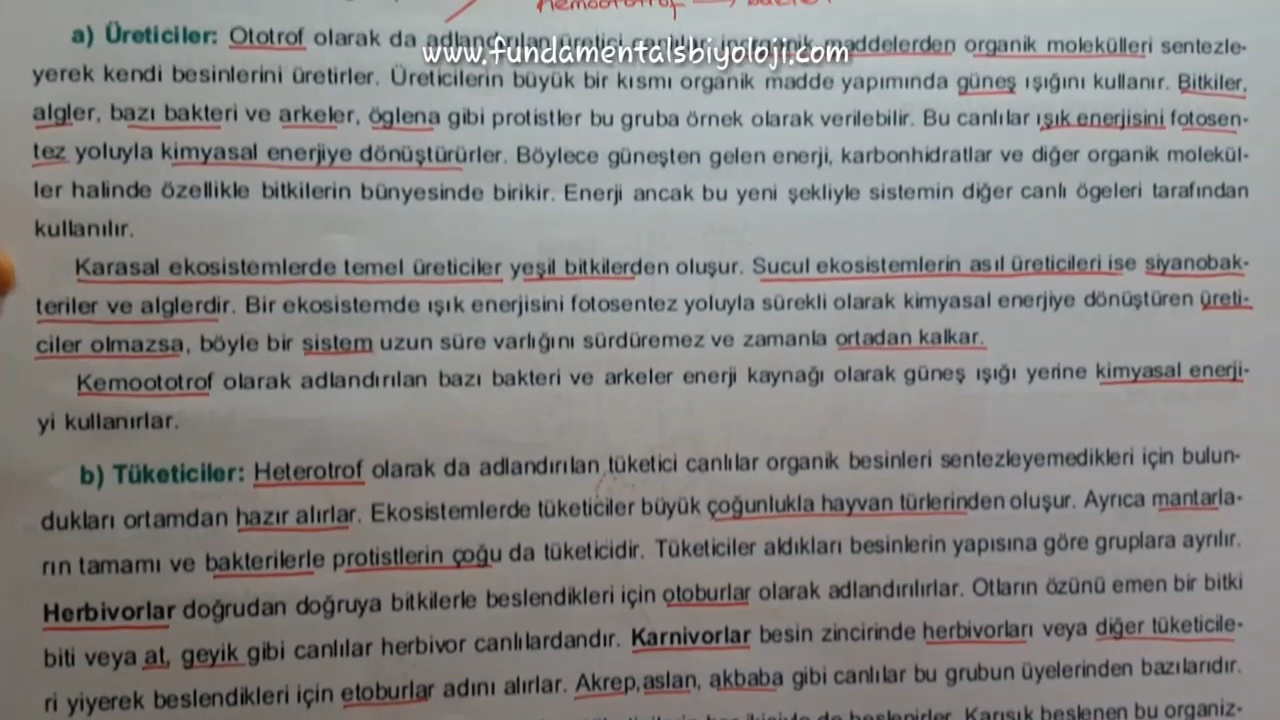 kemoototrof → bakteri
www.fundamentalsbiyoloji.com
a) Üreticiler: Ototrof olarak da adlandırılan üretici canlılar inorganik maddelerden organik molekülleri sentezle-
yerek kendi besinlerini üretirler. Üreticilerin büyük bir kısmı organik madde yapımında güneş ışığını kullanır. Bitkiler,
algler, bazı bakteri ve arkeler, öglena gibi protistler bu gruba örnek olarak verilebilir. Bu canlılar ışık enerjisini fotosen-
tez yoluyla kimyasal enerjiye dönüştürürler. Böylece güneşten gelen enerji, karbonhidratlar ve diğer organik molekül-
ler halinde özellikle bitkilerin bünyesinde birikir. Enerji ancak bu yeni şekliyle sistemin diğer canlı ögeleri tarafından
kullanılır.
Karasal ekosistemlerde temel üreticiler yeşil bitkilerden oluşur. Sucul ekosistemlerin asıl üreticileri ise siyanobak-
teriler ve alglerdir. Bir ekosistemde ışık enerjisini fotosentez yoluyla sürekli olarak kimyasal enerjiye dönüştüren üreti-
ciler olmazsa, böyle bir sistem uzun süre varlığını sürdüremez ve zamanla ortadan kalkar.
Kemoototrof olarak adlandırılan bazı bakteri ve arkeler enerji kaynağı olarak güneş ışığı yerine kimyasal enerji-
yi kullanırlar.
b) Tüketiciler: Heterotrof olarak da adlandırılan tüketici canlılar organik besinleri sentezleyemedikleri için bulun-
dukları ortamdan hazır alırlar. Ekosistemlerde tüketiciler büyük çoğunlukla hayvan türlerinden oluşur. Ayrıca mantarla-
rın tamamı ve bakterilerle protistlerin çoğu da tüketicidir. Tüketiciler aldıkları besinlerin yapısına göre gruplara ayrılır.
Herbivorlar doğrudan doğruya bitkilerle beslendikleri için otoburlar olarak adlandırılırlar. Otların özünü emen bir bitki
biti veya at, geyik gibi canlılar herbivor canlılardandır. Karnivorlar besin zincirinde herbivorları veya diğer tüketicile-
ri yiyerek beslendikleri için etoburlar adını alırlar. Akrep, aslan, akbaba gibi canlılar bu grubun üyelerinden bazılarıdır.
de beslenirler. Karışık beslenen bu organiz-